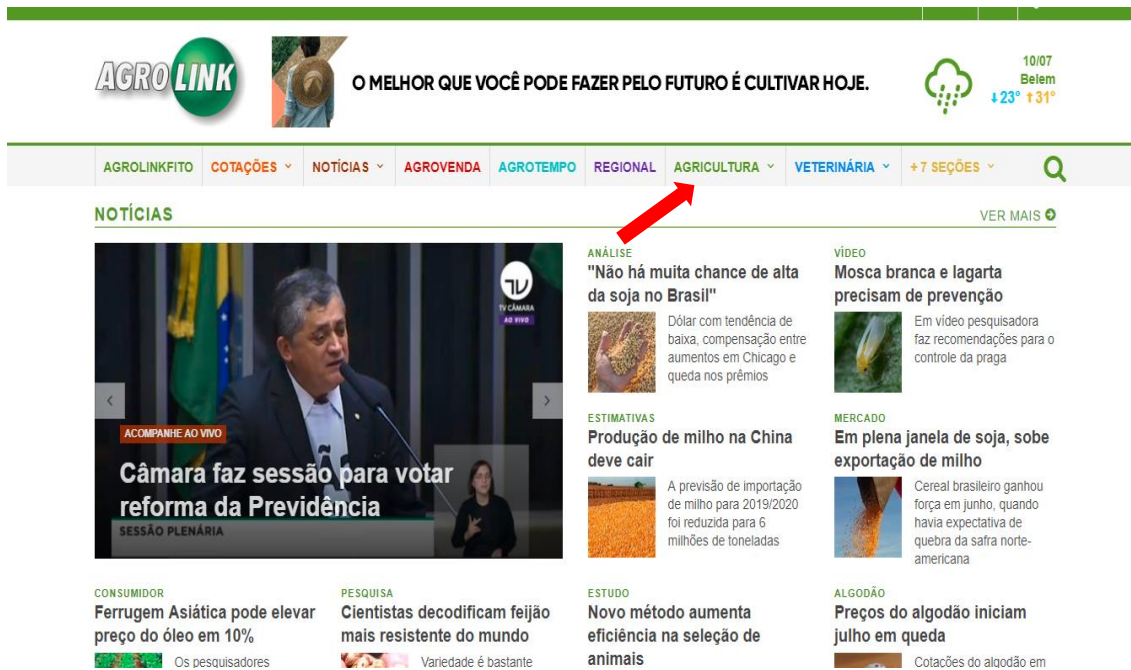 AGROLINK
O MELHOR QUE VOCÊ PODE FAZER PELO FUTURO É CULTIVAR HOJE.
10/07
Belem
↓23° ↑31°
AGROLINKFITO COTAÇÕES NOTÍCIAS AGROVENDA AGROTEMPO REGIONAL AGRICULTURA VETERINÁRIA +7 SEÇÕES
NOTÍCIAS
VER MAIS
TV CÂMARA
AO VIVO
ACOMPANHE AO VIVO
Câmara faz sessão para votar
reforma da Previdência
SESSÃO PLENÁRIA
ANÁLISE
"Não há muita chance de alta
da soja no Brasil"
Dólar com tendência de
baixa, compensação entre
aumentos em Chicago e
queda nos prêmios
VÍDEO
Mosca branca e lagarta
precisam de prevenção
Em vídeo pesquisadora
faz recomendações para o
controle da praga
ESTIMATIVAS
Produção de milho na China
deve cair
A previsão de importação
de milho para 2019/2020
foi reduzida para 6
milhões de toneladas
MERCADO
Em plena janela de soja, sobe
exportação de milho
Cereal brasileiro ganhou
força em junho, quando
havia expectativa de
quebra da safra norte-
americana
CONSUMIDOR
Ferrugem Asiática pode elevar
preço do óleo em 10%
Os pesquisadores
PESQUISA
Cientistas decodificam feijão
mais resistente do mundo
Variedade é bastante
ESTUDO
Novo método aumenta
eficiência na seleção de
animais
ALGODÃO
Preços do algodão iniciam
julho em queda
Cotações do algodão em